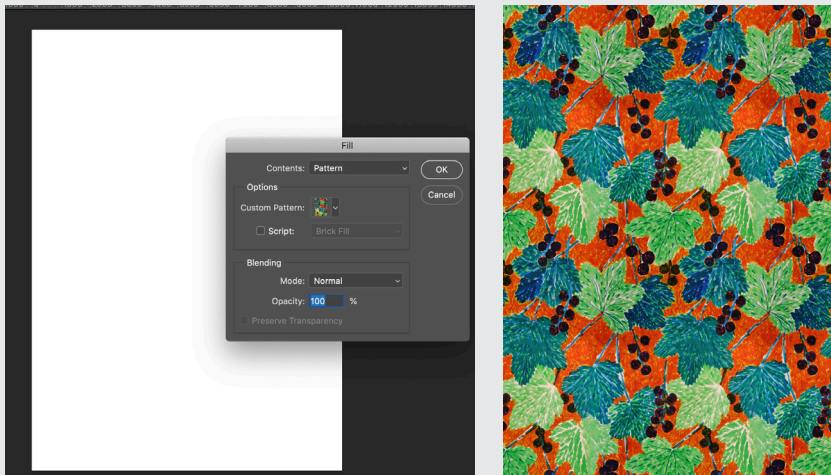 Fill
Contents: Pattern
OK
Options
Cancel
Custom Pattern:
Script: Brick Fill
Blending
Mode: Normal
Opacity: 100 %
Preserve Transparency